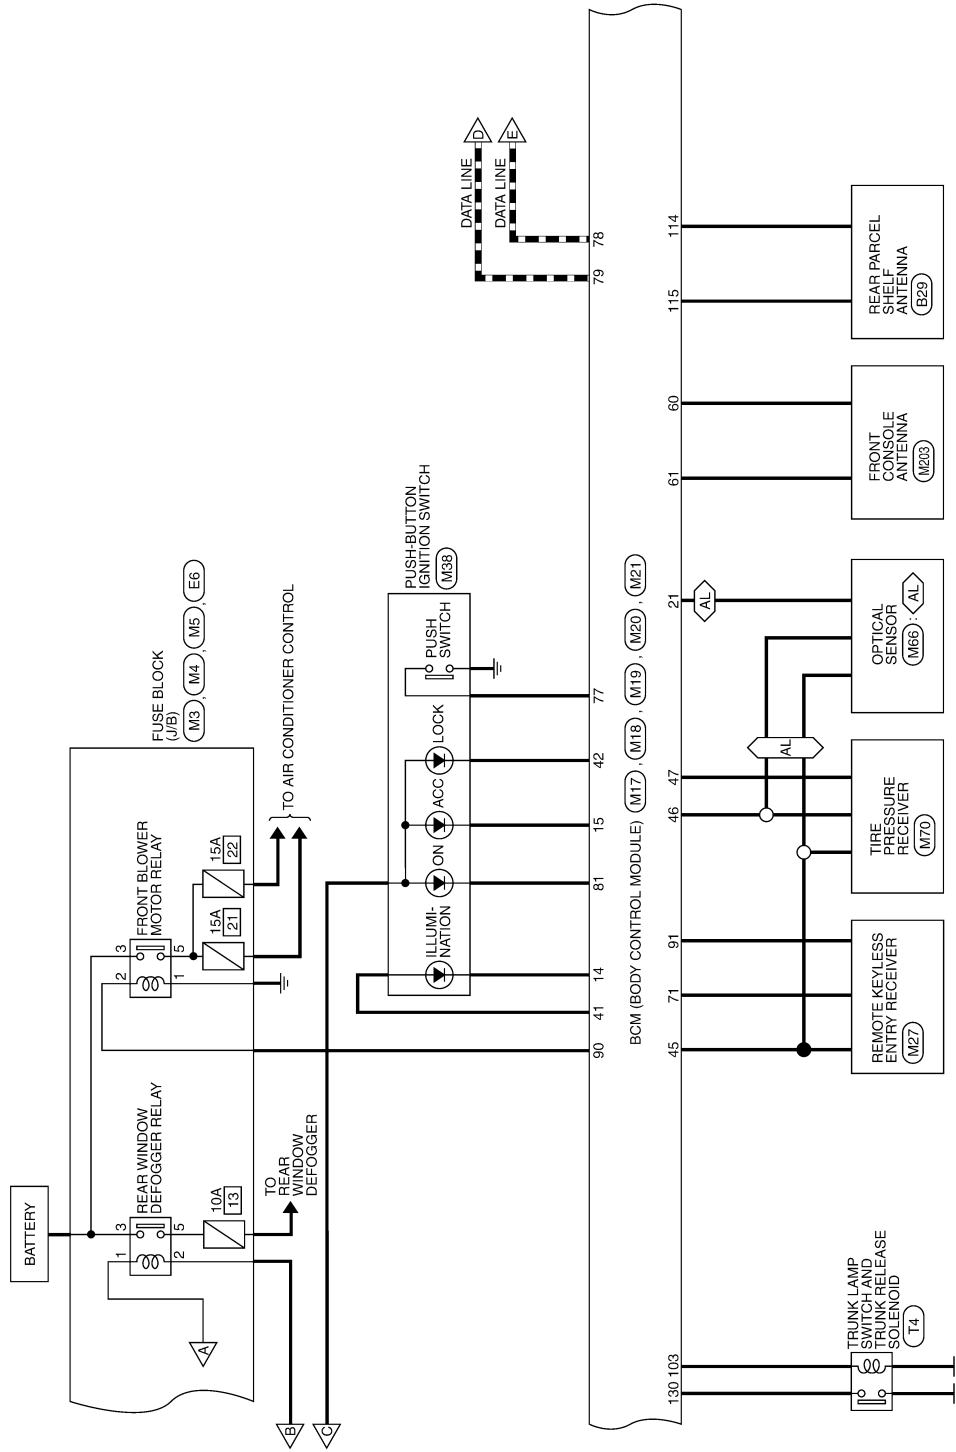 BATTERY
FUSE BLOCK
(J/B)
M3 , M4 , M5 , E6
REAR WINDOW
DEFOGGER RELAY
1
3
2
5
10A
13
A
B
C
TO
REAR
WINDOW
DEFOGGER
FRONT BLOWER
MOTOR RELAY
2
3
1
5
15A
21
15A
22
TO AIR CONDITIONER CONTROL
PUSH-BUTTON
IGNITION SWITCH
M38
ILLUMI-
NATION
ON
ACC
LOCK
PUSH
SWITCH
DATA LINE
D
DATA LINE
E
90
41
14
81
15
42
77
79
78
BCM (BODY CONTROL MODULE) M17 , M18 , M19 , M20 , M21
130
103
45
71
91
46
47
21
61
60
115
114
AL
AL
TRUNK LAMP
SWITCH AND
TRUNK RELEASE
SOLENOID
T4
REMOTE KEYLESS
ENTRY RECEIVER
M27
TIRE
PRESSURE
RECEIVER
M70
OPTICAL
SENSOR
M66 : AL
FRONT
CONSOLE
ANTENNA
M203
REAR PARCEL
SHELF
ANTENNA
B29